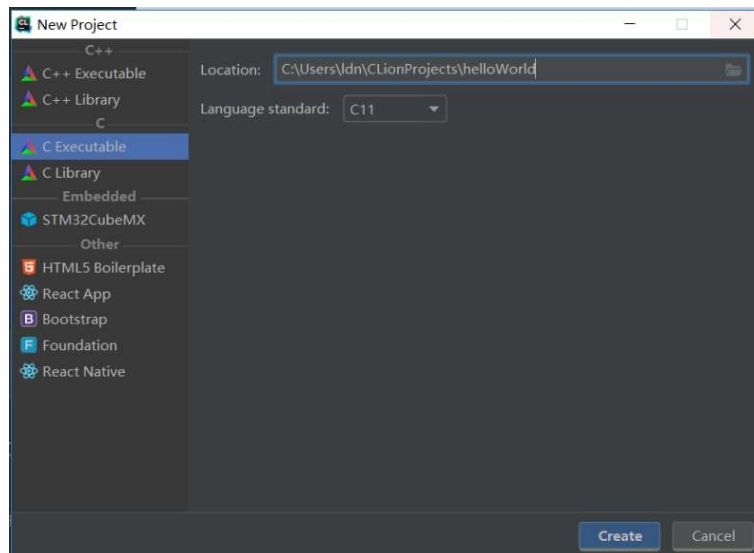 New Project
C++
C++ Executable
C++ Library
C
C Executable
C Library
Embedded
STM32CubeMX
Other
HTML5 Boilerplate
React App
Bootstrap
Foundation
React Native
Location: C:\Users\ldn\CLionProjects\helloWorld
Language standard: C11
Create Cancel